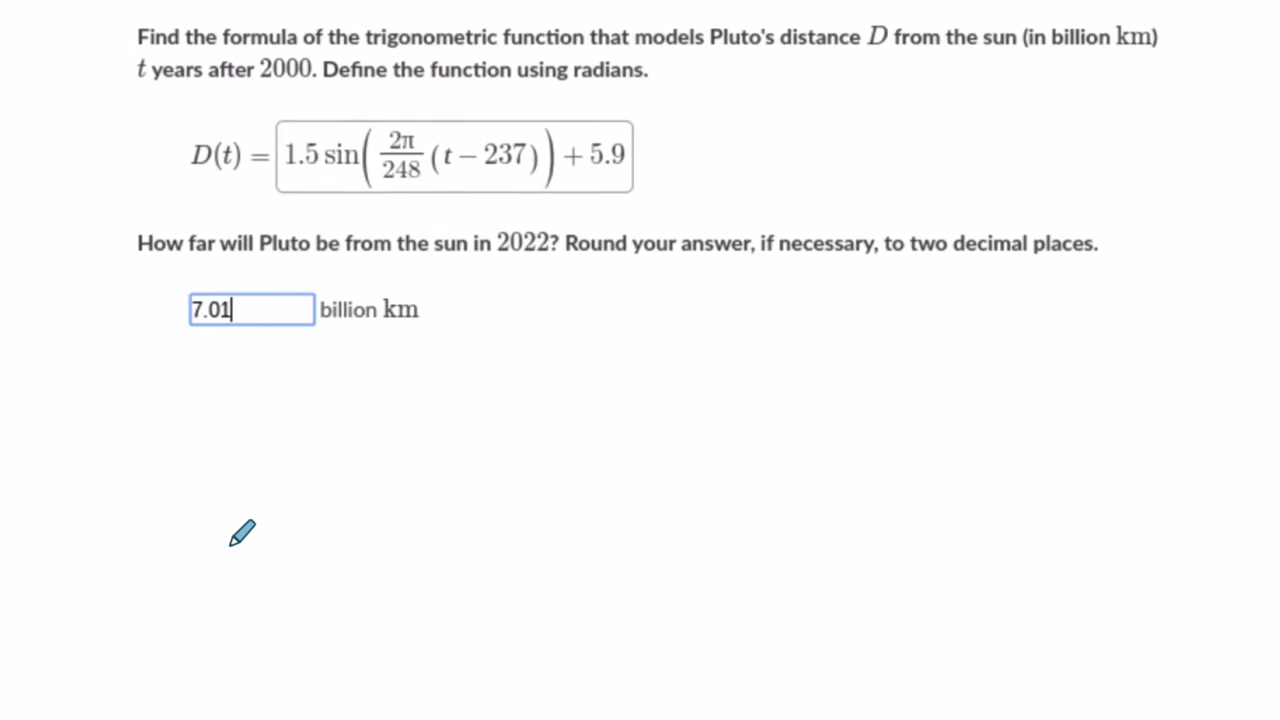 Find the formula of the trigonometric function that models Pluto's distance D from the sun (in billion km)
t years after 2000. Define the function using radians.
D(t) = 1.5 sin( 2π/248 (t − 237) ) + 5.9
How far will Pluto be from the sun in 2022? Round your answer, if necessary, to two decimal places.
7.01 billion km